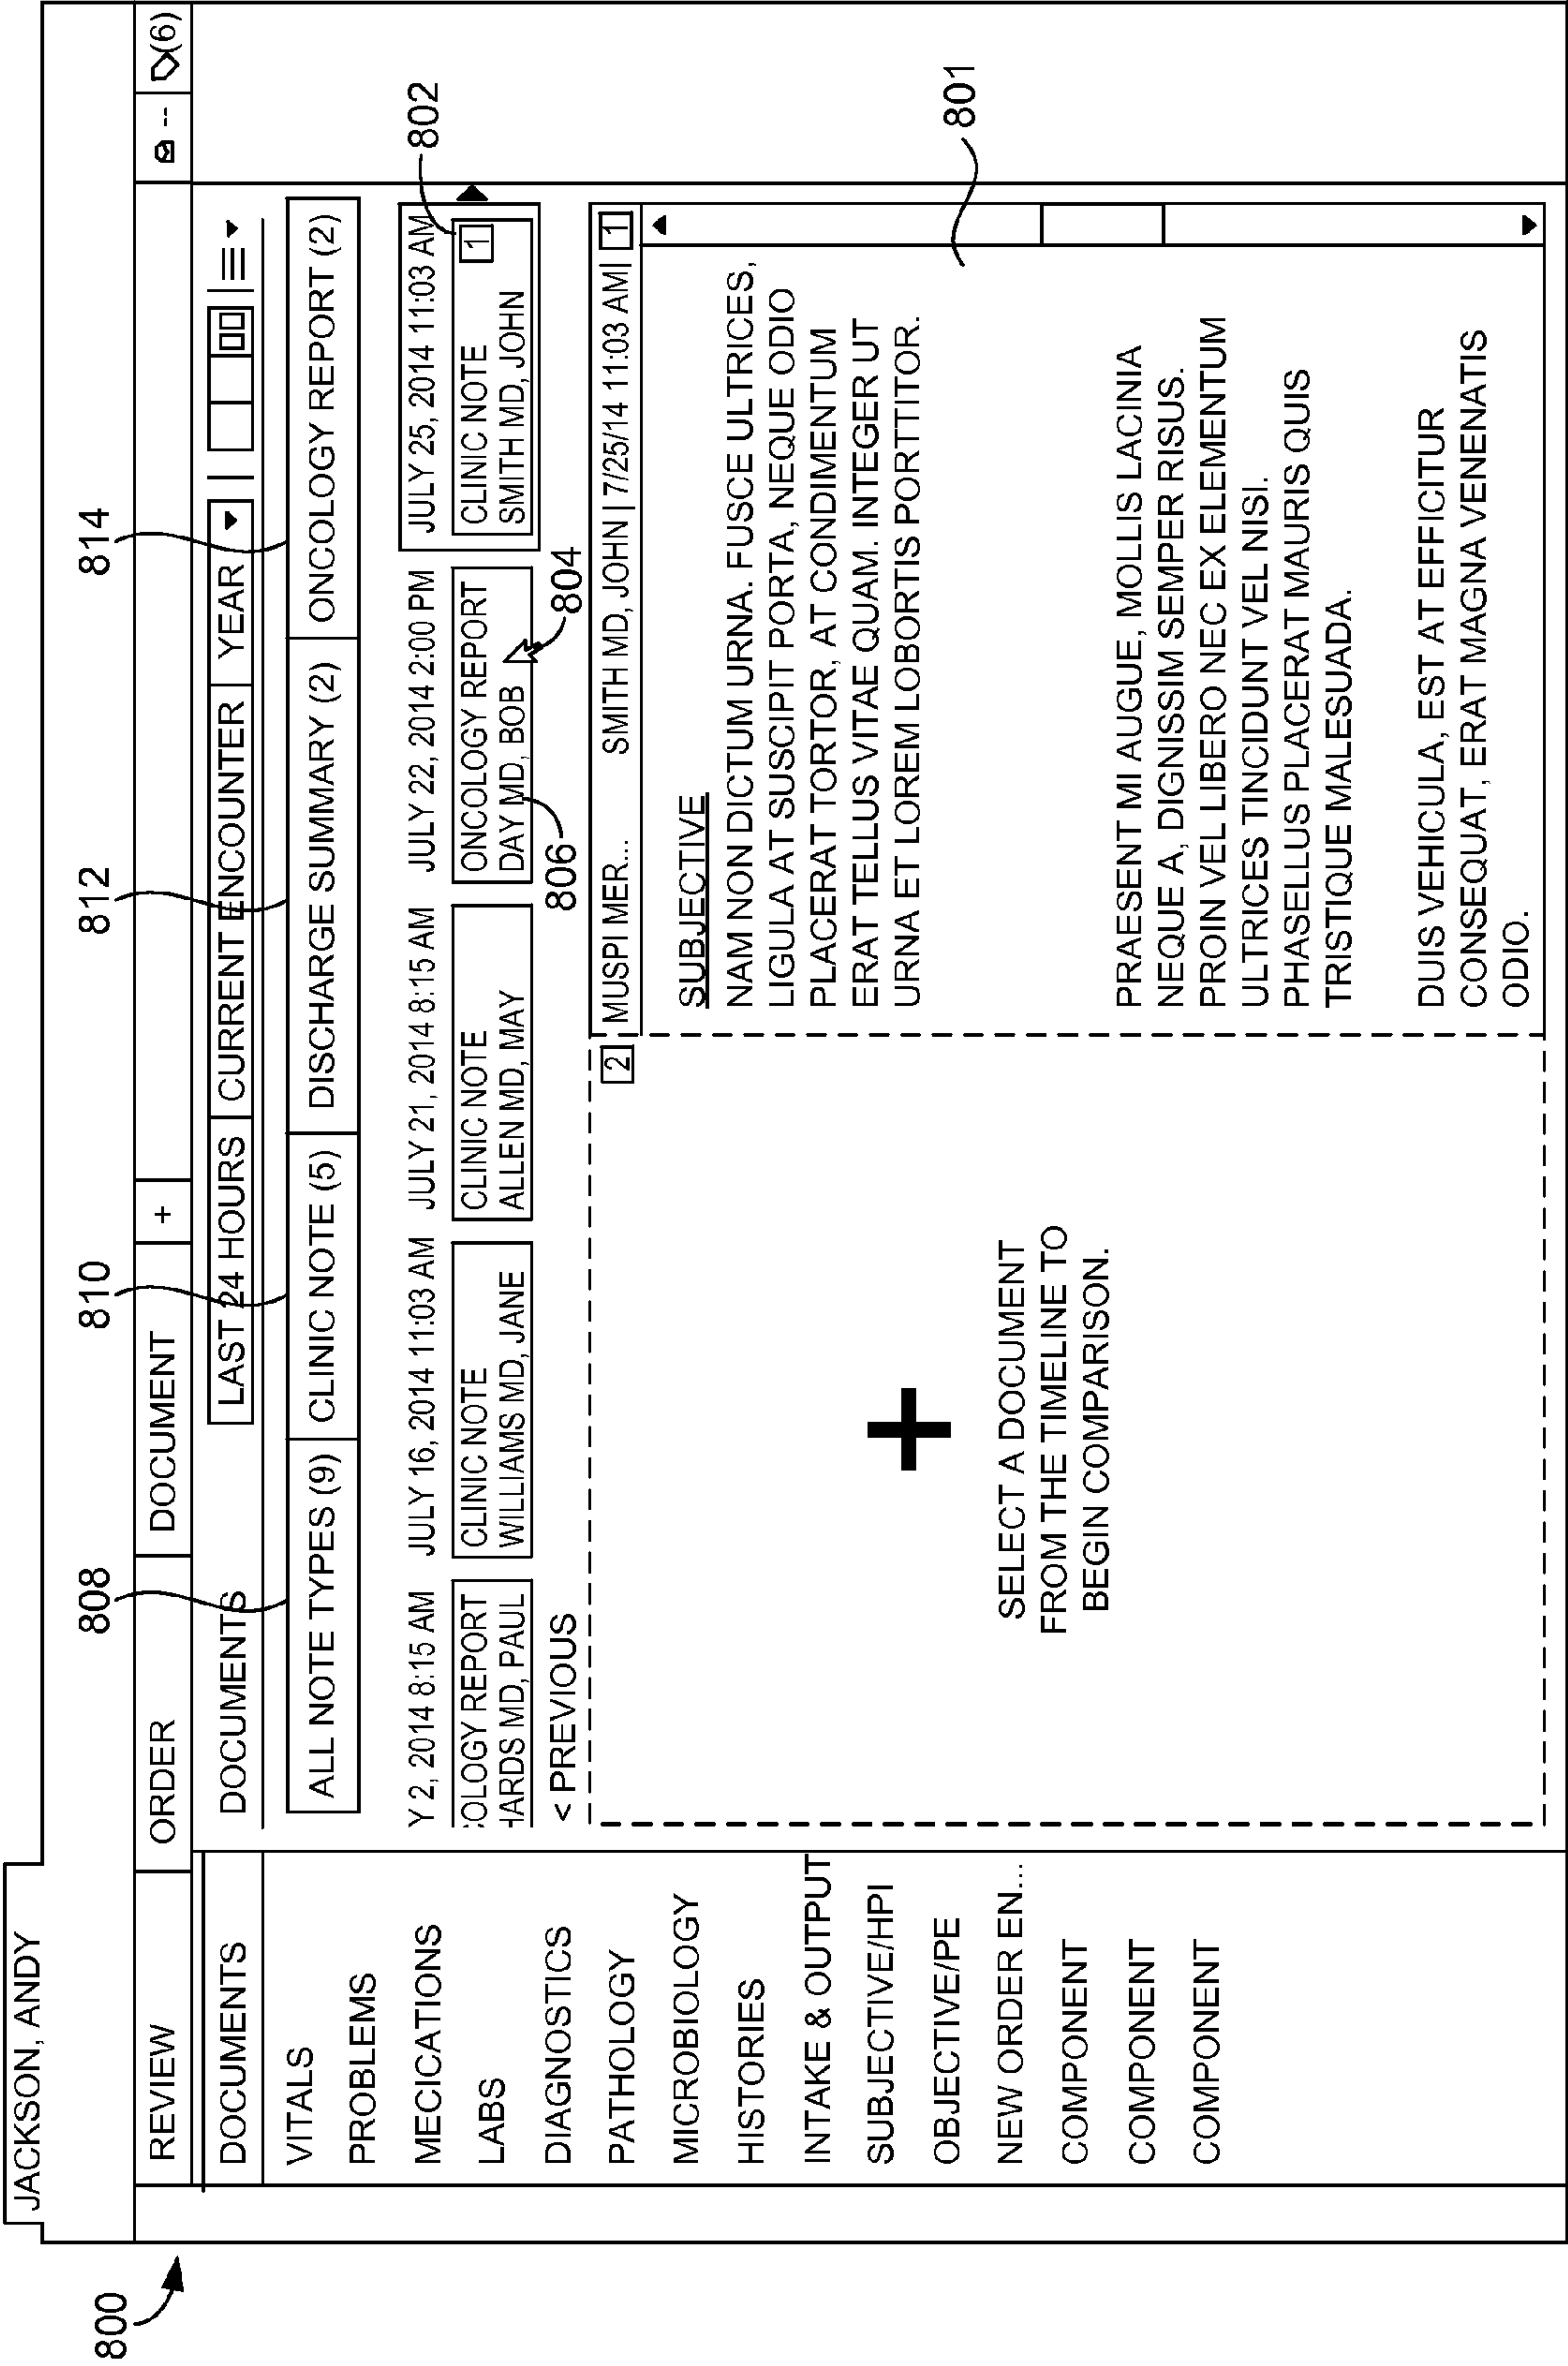 800
JACKSON, ANDY
REVIEW
ORDER
DOCUMENT
+
--
(6)
808
810
812
814
DOCUMENTS
VITALS
PROBLEMS
MECICATIONS
LABS
DIAGNOSTICS
PATHOLOGY
MICROBIOLOGY
HISTORIES
INTAKE & OUTPUT
SUBJECTIVE/HPI
OBJECTIVE/PE
NEW ORDER EN...
COMPONENT
COMPONENT
COMPONENT
DOCUMENTS
LAST 24 HOURS
CURRENT ENCOUNTER
YEAR
ALL NOTE TYPES (9)
CLINIC NOTE (5)
DISCHARGE SUMMARY (2)
ONCOLOGY REPORT (2)
Y 2, 2014 8:15 AM
OLOGY REPORT
HARDS MD, PAUL
JULY 16, 2014 11:03 AM
CLINIC NOTE
WILLIAMS MD, JANE
JULY 21, 2014 8:15 AM
CLINIC NOTE
ALLEN MD, MAY
JULY 22, 2014 2:00 PM
ONCOLOGY REPORT
DAY MD, BOB
JULY 25, 2014 11:03 AM
CLINIC NOTE
SMITH MD, JOHN
1
802
804
806
< PREVIOUS
2
SELECT A DOCUMENT
FROM THE TIMELINE TO
BEGIN COMPARISON.
MUSPI MER... SMITH MD, JOHN | 7/25/14 11:03 AM| 1
801
SUBJECTIVE
NAM NON DICTUM URNA. FUSCE ULTRICES,
LIGULA AT SUSCIPIT PORTA, NEQUE ODIO
PLACERAT TORTOR, AT CONDIMENTUM
ERAT TELLUS VITAE QUAM. INTEGER UT
URNA ET LOREM LOBORTIS PORTTITOR.
PRAESENT MI AUGUE, MOLLIS LACINIA
NEQUE A, DIGNISSIM SEMPER RISUS.
PROIN VEL LIBERO NEC EX ELEMENTUM
ULTRICES TINCIDUNT VEL NISI.
PHASELLUS PLACERAT MAURIS QUIS
TRISTIQUE MALESUADA.
DUIS VEHICULA, EST AT EFFICITUR
CONSEQUAT, ERAT MAGNA VENENATIS
ODIO.